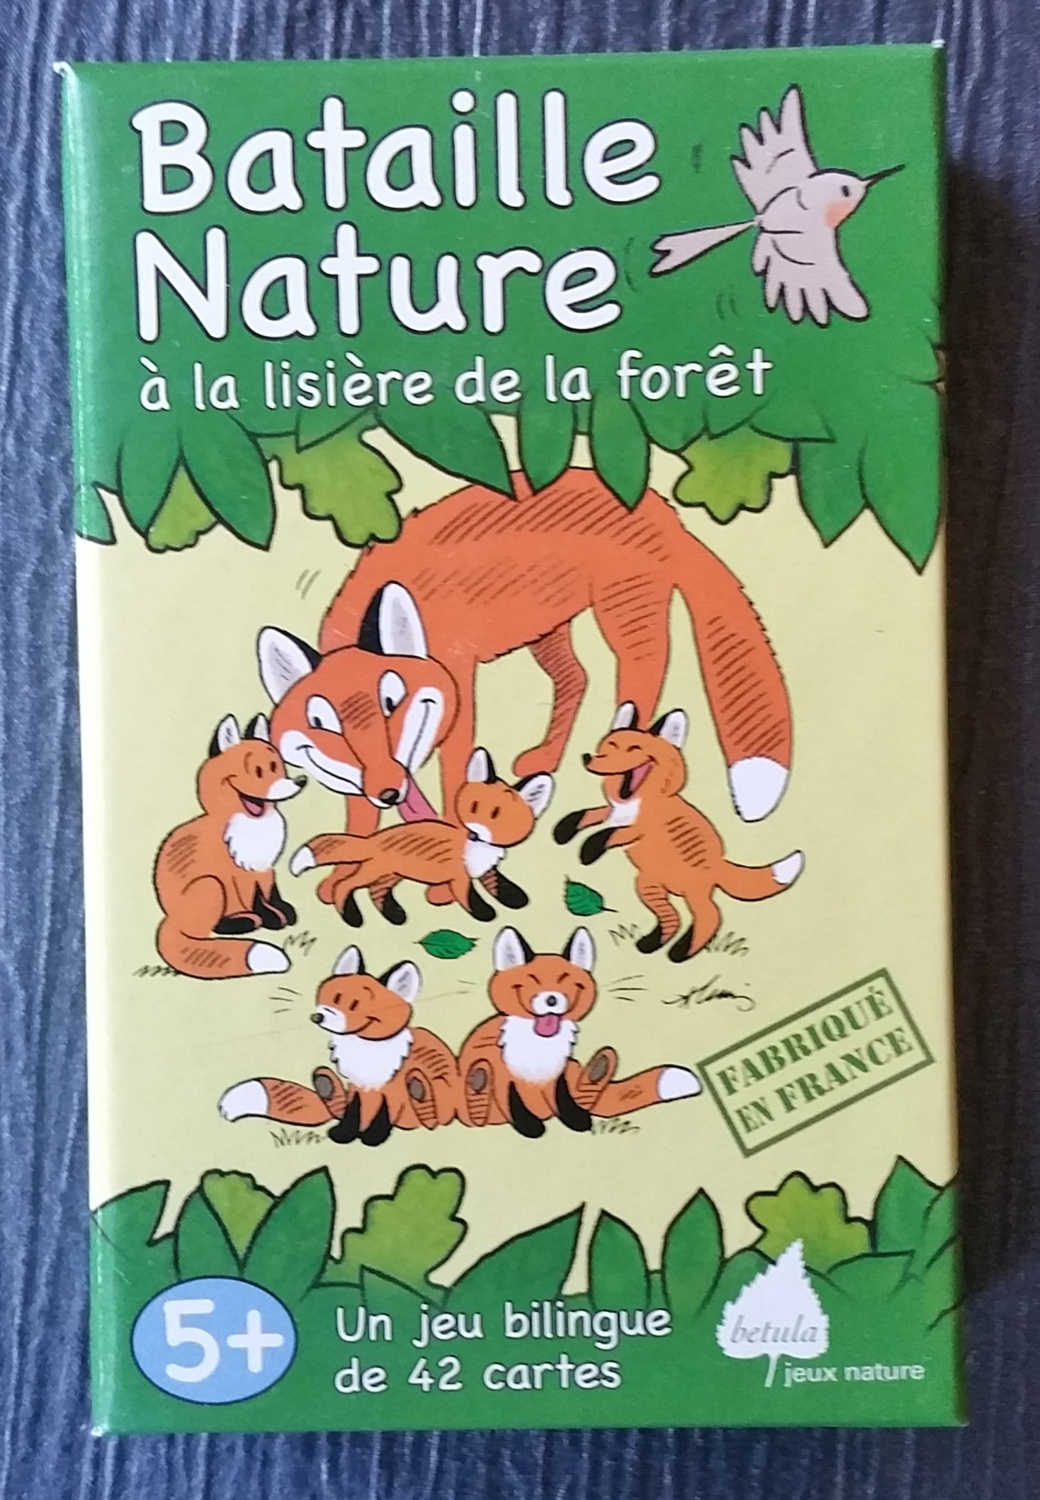 Bataille
Nature
à la lisière de la forêt
FABRIQUÉ
EN FRANCE
5+
Un jeu bilingue
de 42 cartes
betula
jeux nature